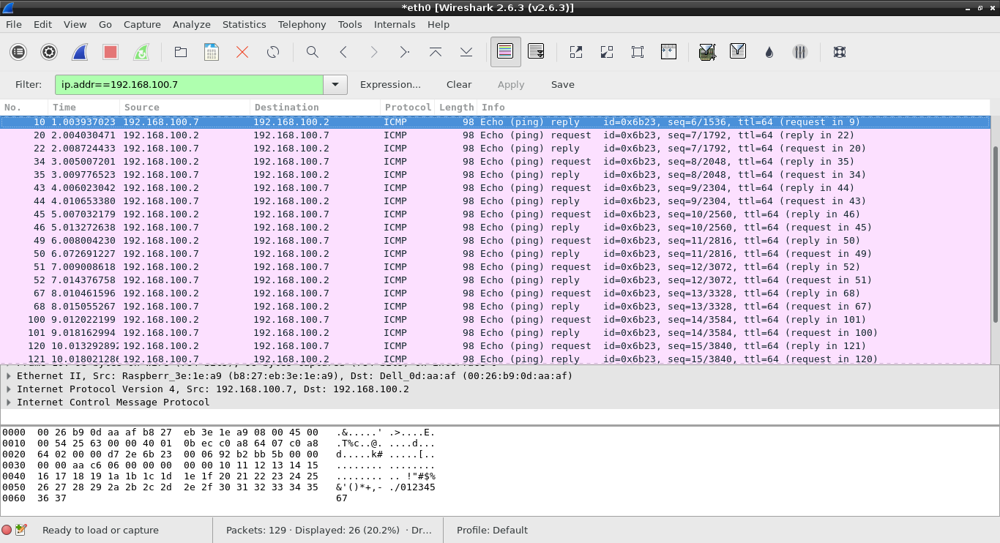 *eth0 [Wireshark 2.6.3 (v2.6.3)]
File Edit View Go Capture Analyze Statistics Telephony Tools Internals Help
Filter: ip.addr==192.168.100.7 Expression... Clear Apply Save
No. Time Source Destination Protocol Length Info
10 1.003937023 192.168.100.7 192.168.100.2 ICMP 98 Echo (ping) reply id=0x6b23, seq=6/1536, ttl=64 (request in 9)
20 2.004030471 192.168.100.2 192.168.100.7 ICMP 98 Echo (ping) request id=0x6b23, seq=7/1792, ttl=64 (reply in 22)
22 2.008724433 192.168.100.7 192.168.100.2 ICMP 98 Echo (ping) reply id=0x6b23, seq=7/1792, ttl=64 (request in 20)
34 3.005007201 192.168.100.2 192.168.100.7 ICMP 98 Echo (ping) request id=0x6b23, seq=8/2048, ttl=64 (reply in 35)
35 3.009776523 192.168.100.7 192.168.100.2 ICMP 98 Echo (ping) reply id=0x6b23, seq=8/2048, ttl=64 (request in 34)
43 4.006023042 192.168.100.2 192.168.100.7 ICMP 98 Echo (ping) request id=0x6b23, seq=9/2304, ttl=64 (reply in 44)
44 4.010653380 192.168.100.7 192.168.100.2 ICMP 98 Echo (ping) reply id=0x6b23, seq=9/2304, ttl=64 (request in 43)
45 5.007032179 192.168.100.2 192.168.100.7 ICMP 98 Echo (ping) request id=0x6b23, seq=10/2560, ttl=64 (reply in 46)
46 5.013272638 192.168.100.7 192.168.100.2 ICMP 98 Echo (ping) reply id=0x6b23, seq=10/2560, ttl=64 (request in 45)
49 6.008004230 192.168.100.2 192.168.100.7 ICMP 98 Echo (ping) request id=0x6b23, seq=11/2816, ttl=64 (reply in 50)
50 6.072691227 192.168.100.7 192.168.100.2 ICMP 98 Echo (ping) reply id=0x6b23, seq=11/2816, ttl=64 (request in 49)
51 7.009008618 192.168.100.2 192.168.100.7 ICMP 98 Echo (ping) request id=0x6b23, seq=12/3072, ttl=64 (reply in 52)
52 7.014376758 192.168.100.7 192.168.100.2 ICMP 98 Echo (ping) reply id=0x6b23, seq=12/3072, ttl=64 (request in 51)
67 8.010461596 192.168.100.2 192.168.100.7 ICMP 98 Echo (ping) request id=0x6b23, seq=13/3328, ttl=64 (reply in 68)
68 8.015055267 192.168.100.7 192.168.100.2 ICMP 98 Echo (ping) reply id=0x6b23, seq=13/3328, ttl=64 (request in 67)
100 9.012022199 192.168.100.2 192.168.100.7 ICMP 98 Echo (ping) request id=0x6b23, seq=14/3584, ttl=64 (reply in 101)
101 9.018162994 192.168.100.7 192.168.100.2 ICMP 98 Echo (ping) reply id=0x6b23, seq=14/3584, ttl=64 (request in 100)
120 10.013292892 192.168.100.2 192.168.100.7 ICMP 98 Echo (ping) request id=0x6b23, seq=15/3840, ttl=64 (reply in 121)
121 10.018021286 192.168.100.7 192.168.100.2 ICMP 98 Echo (ping) reply id=0x6b23, seq=15/3840, ttl=64 (request in 120)
Ethernet II, Src: Raspberr_3e:1e:a9 (b8:27:eb:3e:1e:a9), Dst: Dell_0d:aa:af (00:26:b9:0d:aa:af)
Internet Protocol Version 4, Src: 192.168.100.7, Dst: 192.168.100.2
Internet Control Message Protocol
0000 00 26 b9 0d aa af b8 27 eb 3e 1e a9 08 00 45 00 .&.....' .>....E.
0010 00 54 25 63 00 00 40 01 0b ec c0 a8 64 07 c0 a8 .T%c..@. ....d...
0020 64 02 00 00 d7 2e 6b 23 00 06 92 b2 bb 5b 00 00 d.....k# .....[..
0030 00 00 aa c6 06 00 00 00 00 00 10 11 12 13 14 15 ........ ........
0040 16 17 18 19 1a 1b 1c 1d 1e 1f 20 21 22 23 24 25 ........ .. !"#$%
0050 26 27 28 29 2a 2b 2c 2d 2e 2f 30 31 32 33 34 35 &'()*+,- ./012345
0060 36 37 67
Ready to load or capture Packets: 129 · Displayed: 26 (20.2%) · Dr... Profile: Default